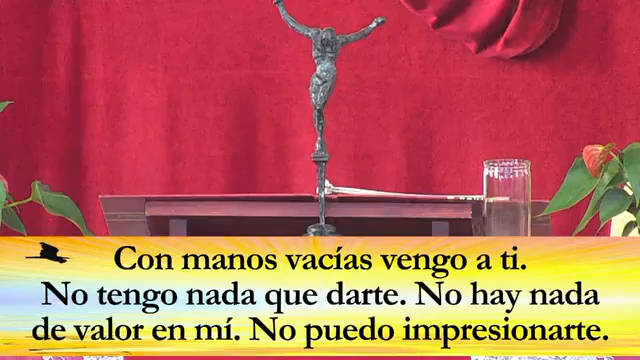 Con manos vacías vengo a ti.
No tengo nada que darte. No hay nada
de valor en mí. No puedo impresionarte.